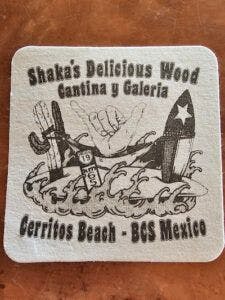 Shaka's Delicious Wood
Cantina y Galeria
Cerritos Beach - BCS Mexico